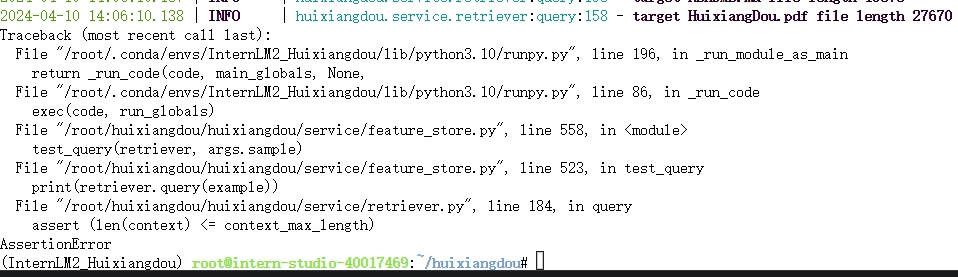 2024-04-10 14:06:10.138 | INFO     | huixiangdou.service.retriever:query:158 - target HuixiangDou.pdf file length 27670
Traceback (most recent call last):
  File "/root/.conda/envs/InternLM2_Huixiangdou/lib/python3.10/runpy.py", line 196, in _run_module_as_main
    return _run_code(code, main_globals, None,
  File "/root/.conda/envs/InternLM2_Huixiangdou/lib/python3.10/runpy.py", line 86, in _run_code
    exec(code, run_globals)
  File "/root/huixiangdou/huixiangdou/service/feature_store.py", line 558, in <module>
    test_query(retriever, args.sample)
  File "/root/huixiangdou/huixiangdou/service/feature_store.py", line 523, in test_query
    print(retriever.query(example))
  File "/root/huixiangdou/huixiangdou/service/retriever.py", line 184, in query
    assert (len(context) <= context_max_length)
AssertionError
(InternLM2_Huixiangdou) root@intern-studio-40017469:~/huixiangdou#